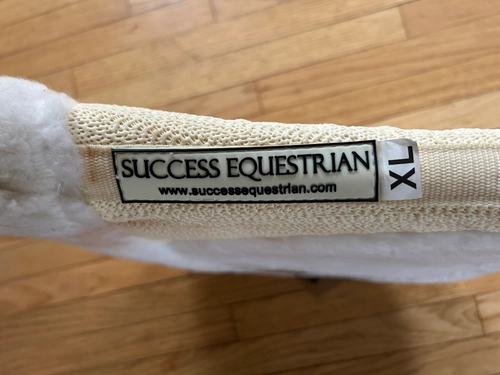 SUCCESS EQUESTRIAN
www.successequestrian.com
XL